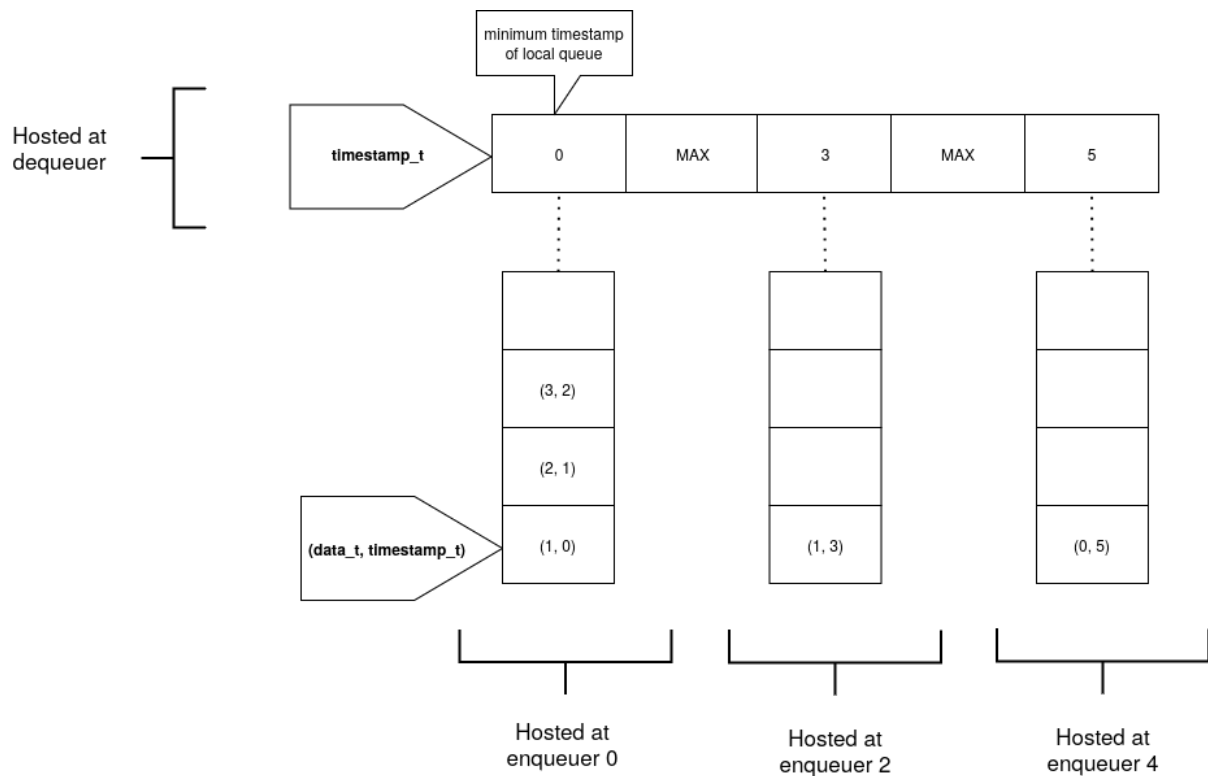 minimum timestamp
of local queue
Hosted at
dequeuer
timestamp_t
0
MAX
3
MAX
5
(3, 2)
(2, 1)
(data_t, timestamp_t)
(1, 0)
(1, 3)
(0, 5)
Hosted at
enqueuer 0
Hosted at
enqueuer 2
Hosted at
enqueuer 4